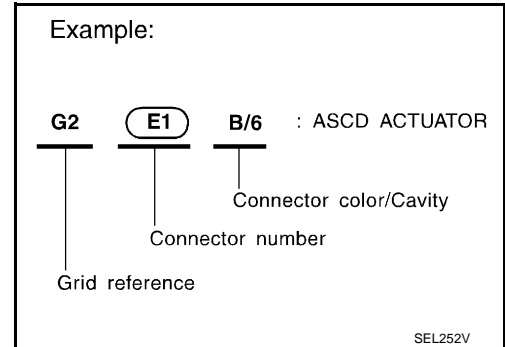 Example:
G2 E1 B/6 : ASCD ACTUATOR
Connector color/Cavity
Connector number
Grid reference
SEL252V